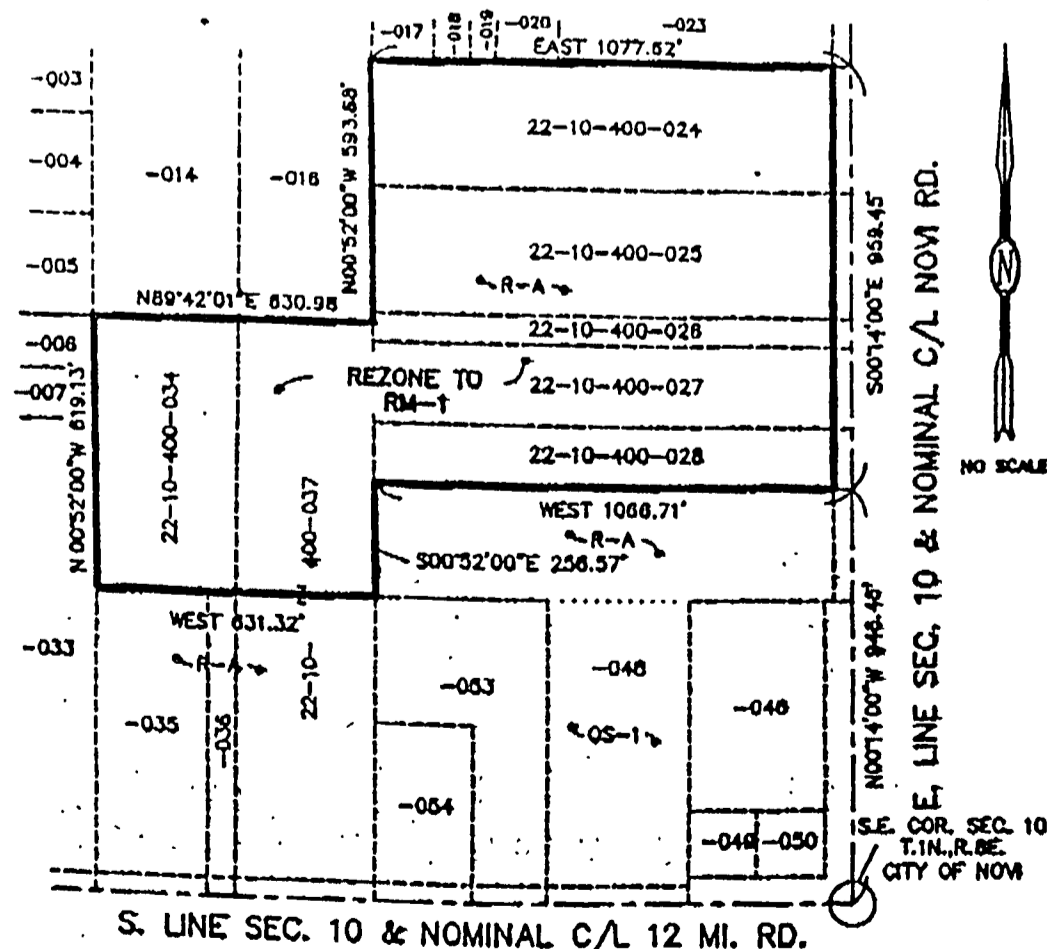 -017
-018
-019
-020
-023
EAST 1077.52'
-003
-004
-005
-014
-016
N00°52'00"W 593.68'
22-10-400-024
22-10-400-025
R-A
22-10-400-026
22-10-400-027
22-10-400-028
S00°14'00"E 959.45'
E. LINE SEC. 10 & NOMINAL C/L NOVI RD.
N
NO SCALE
N89°42'01"E 630.98
-006
-007
N 00°52'00"W 619.13'
REZONE TO
RM-1
22-10-400-034
22-10-400-037
WEST 1066.71'
R-A
S00°52'00"E 256.57'
WEST 631.32'
R-A
-033
-035
-036
-053
-054
-048
OS-1
-046
-049
-050
N00°14'00"W 948.46'
S.E. COR. SEC. 10
T.1N.,R.8E.
CITY OF NOVI
S. LINE SEC. 10 & NOMINAL C/L 12 MI. RD.